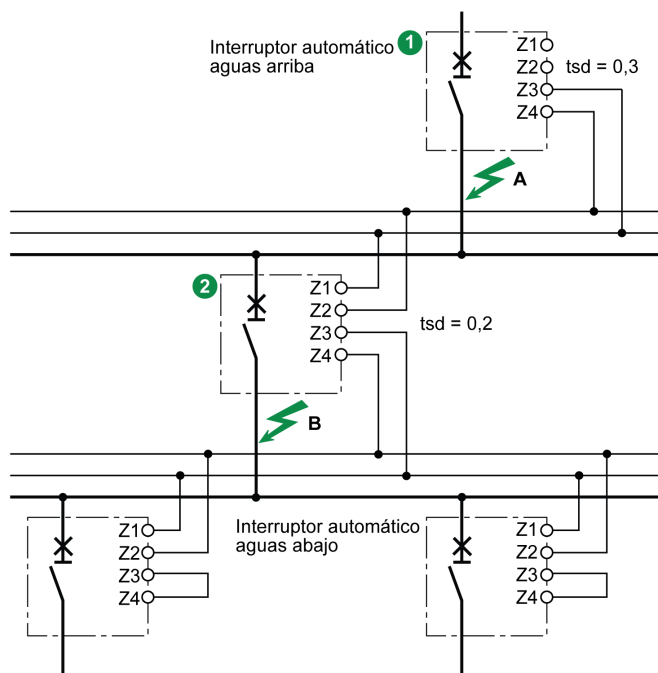 Interruptor automático
aguas arriba
1
Z1
Z2
Z3
Z4
tsd = 0,3
A
2
Z1
Z2
Z3
Z4
tsd = 0,2
B
Interruptor automático
aguas abajo
Z1
Z2
Z3
Z4
Z1
Z2
Z3
Z4